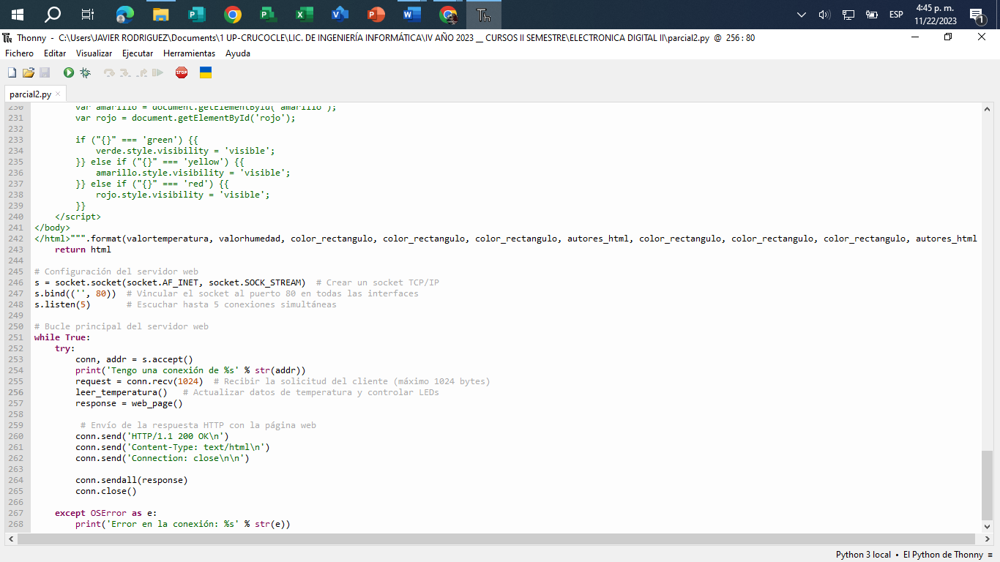 ESP
4:45 p. m.
11/22/2023
1
Thonny - C:\Users\JAVIER RODRIGUEZ\Documents\1 UP-CRUCOCLE\LIC. DE INGENIERÍA INFORMÁTICA\IV AÑO 2023 __ CURSOS II SEMESTRE\ELECTRONICA DIGITAL II\parcial2.py @ 256 : 80
Fichero Editar Visualizar Ejecutar Herramientas Ayuda
STOP
parcial2.py ×
230 var amarillo = document.getElementById('amarillo');
231 var rojo = document.getElementById('rojo');
232
233 if ("{}" === 'green') {{
234 verde.style.visibility = 'visible';
235 }} else if ("{}" === 'yellow') {{
236 amarillo.style.visibility = 'visible';
237 }} else if ("{}" === 'red') {{
238 rojo.style.visibility = 'visible';
239 }}
240 </script>
241 </body>
242 </html>""".format(valortemperatura, valorhumedad, color_rectangulo, color_rectangulo, color_rectangulo, autores_html, color_rectangulo, color_rectangulo, color_rectangulo, autores_html
243 return html
244
245 # Configuración del servidor web
246 s = socket.socket(socket.AF_INET, socket.SOCK_STREAM) # Crear un socket TCP/IP
247 s.bind(('', 80)) # Vincular el socket al puerto 80 en todas las interfaces
248 s.listen(5) # Escuchar hasta 5 conexiones simultáneas
249
250 # Bucle principal del servidor web
251 while True:
252 try:
253 conn, addr = s.accept()
254 print('Tengo una conexión de %s' % str(addr))
255 request = conn.recv(1024) # Recibir la solicitud del cliente (máximo 1024 bytes)
256 leer_temperatura() # Actualizar datos de temperatura y controlar LEDs
257 response = web_page()
258
259 # Envío de la respuesta HTTP con la página web
260 conn.send('HTTP/1.1 200 OK\n')
261 conn.send('Content-Type: text/html\n')
262 conn.send('Connection: close\n\n')
263
264 conn.sendall(response)
265 conn.close()
266
267 except OSError as e:
268 print('Error en la conexión: %s' % str(e))
Python 3 local • El Python de Thonny ≡